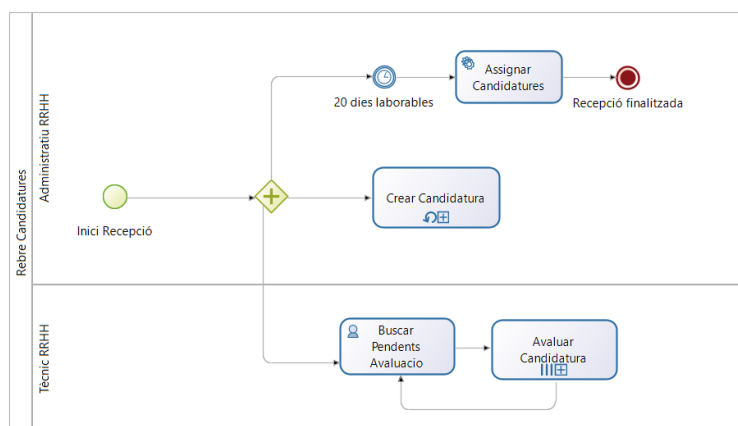 Rebre Candidatures
Administratiu RRHH
20 dies laborables
Assignar
Candidatures
Recepció finalitzada
Inici Recepció
Crear Candidatura
Tècnic RRHH
Buscar
Pendents
Avaluacio
Avaluar
Candidatura